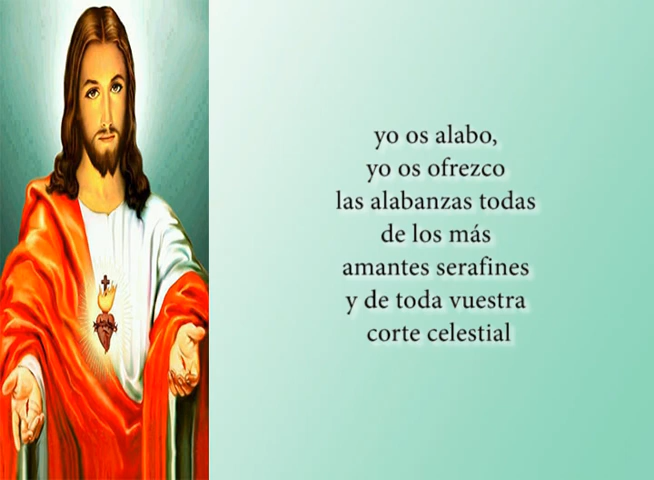 yo os alabo,
yo os ofrezco
las alabanzas todas
de los más
amantes serafines
y de toda vuestra
corte celestial